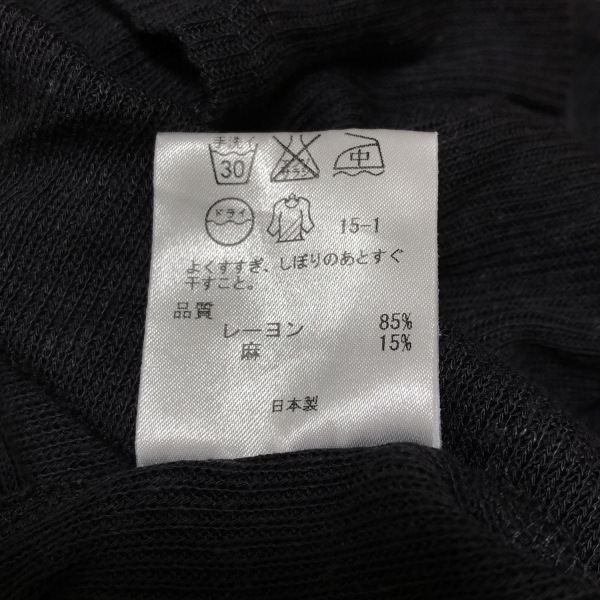 手洗イ
30
エンソサラシ
中
ドライ
15-1
よくすすぎ、しぼりのあとすぐ
干すこと。
品質
レーヨン 85%
麻 15%
日本製